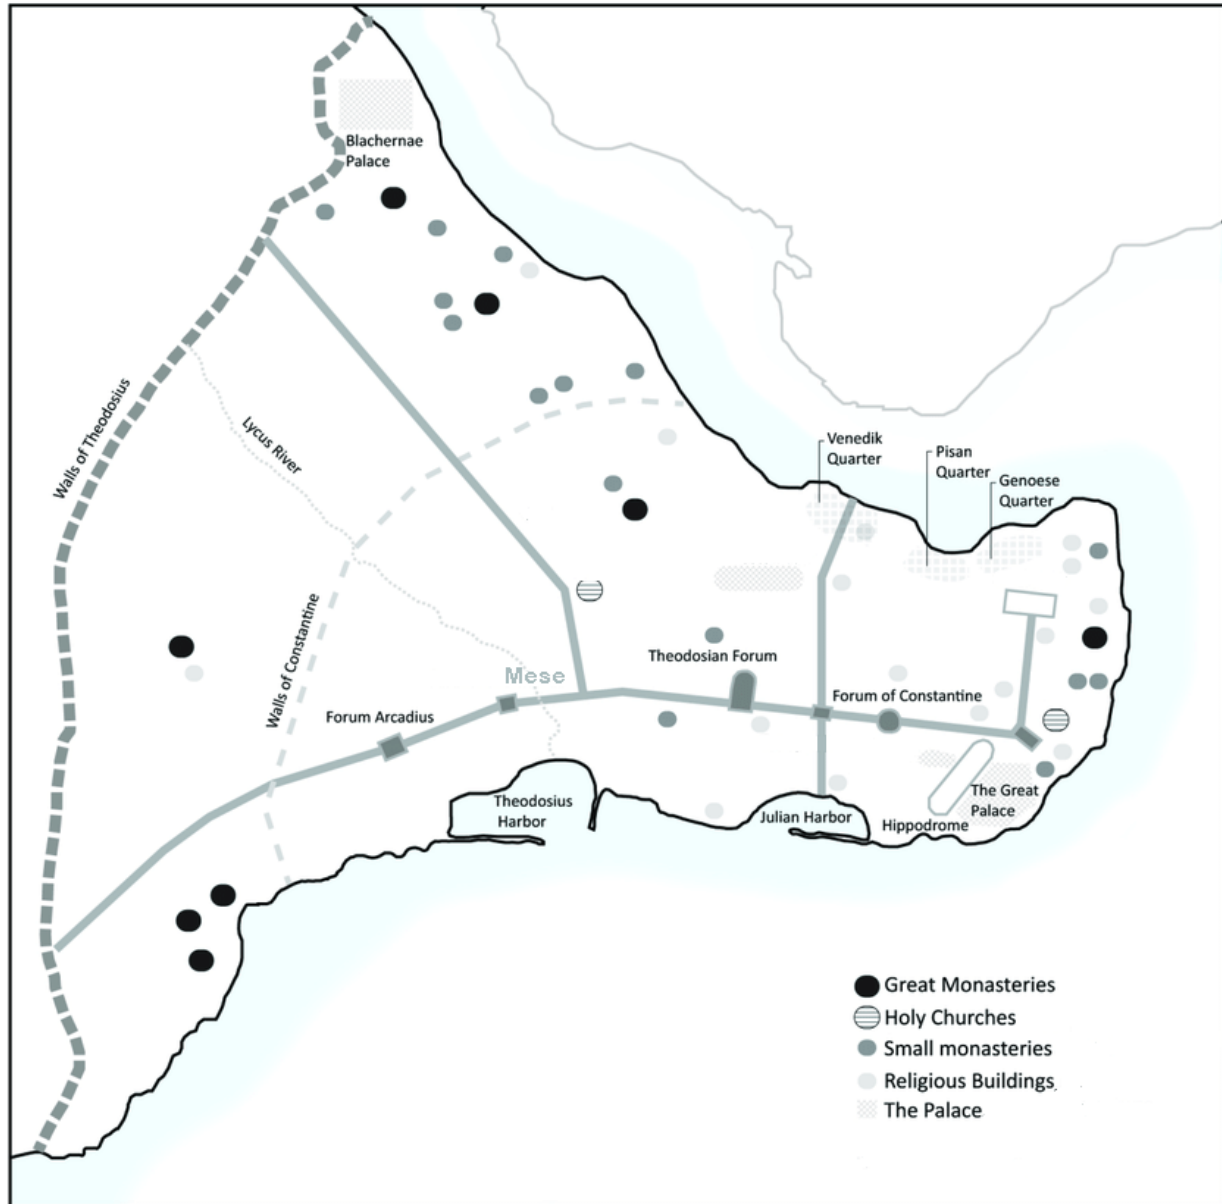 Blachernae
Palace
Walls of Theodosius
Lycus River
Venedik
Quarter
Pisan
Quarter
Genoese
Quarter
Walls of Constantine
Mese
Theodosian Forum
Forum Arcadius
Forum of Constantine
Theodosius
Harbor
Julian Harbor
Hippodrome
The Great
Palace
Great Monasteries
Holy Churches
Small monasteries
Religious Buildings
The Palace